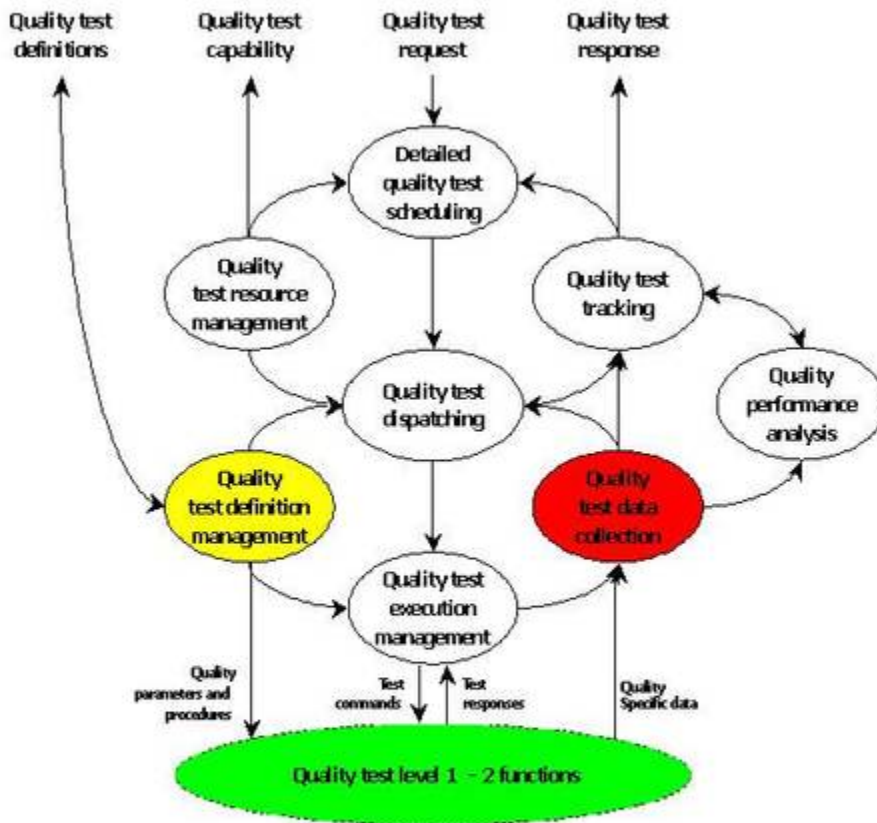 Quality test
definitions
Quality test
capability
Quality test
request
Quality test
response
Detailed
quality test
scheduling
Quality
test resource
management
Quality test
tracking
Quality test
dispatching
Quality
performance
analysis
Quality
test definition
management
Quality
test data
collection
Quality test
execution
management
Quality
parameters and
procedures
Test
commands
Test
responses
Quality
Specific data
Quality test level 1 - 2 functions